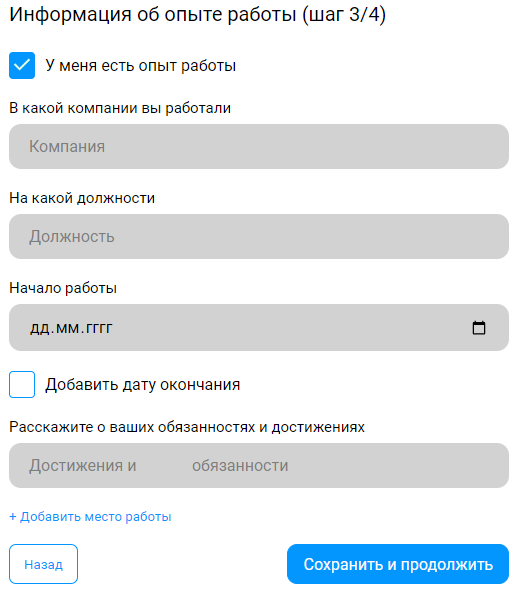 Информация об опыте работы (шаг 3/4)
У меня есть опыт работы
В какой компании вы работали
Компания
На какой должности
Должность
Начало работы
дд.мм.гггг
Добавить дату окончания
Расскажите о ваших обязанностях и достижениях
Достижения и обязанности
+ Добавить место работы
Назад
Сохранить и продолжить